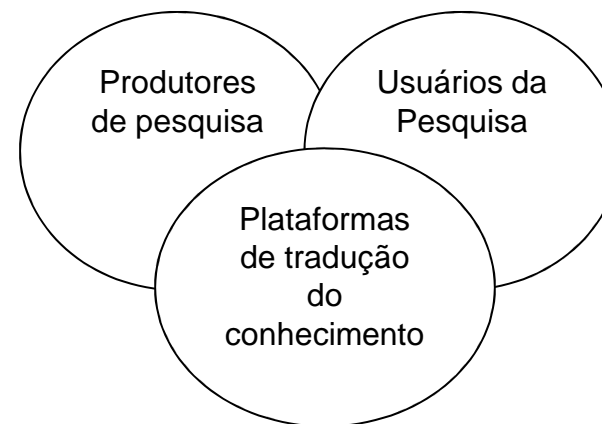 Produtores
de pesquisa
Usuários da
Pesquisa
Plataformas
de tradução
do
conhecimento